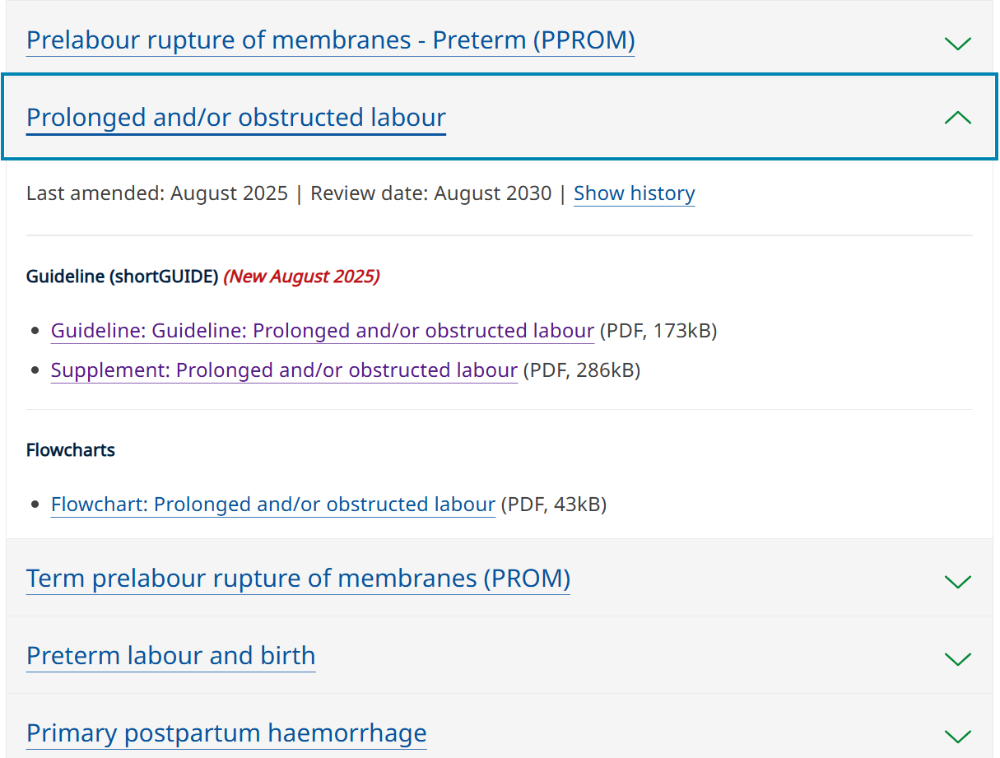 Prelabour rupture of membranes - Preterm (PPROM)
Prolonged and/or obstructed labour
Last amended: August 2025 | Review date: August 2030 | Show history
Guideline (shortGUIDE) (New August 2025)
• Guideline: Guideline: Prolonged and/or obstructed labour (PDF, 173kB)
• Supplement: Prolonged and/or obstructed labour (PDF, 286kB)
Flowcharts
• Flowchart: Prolonged and/or obstructed labour (PDF, 43kB)
Term prelabour rupture of membranes (PROM)
Preterm labour and birth
Primary postpartum haemorrhage